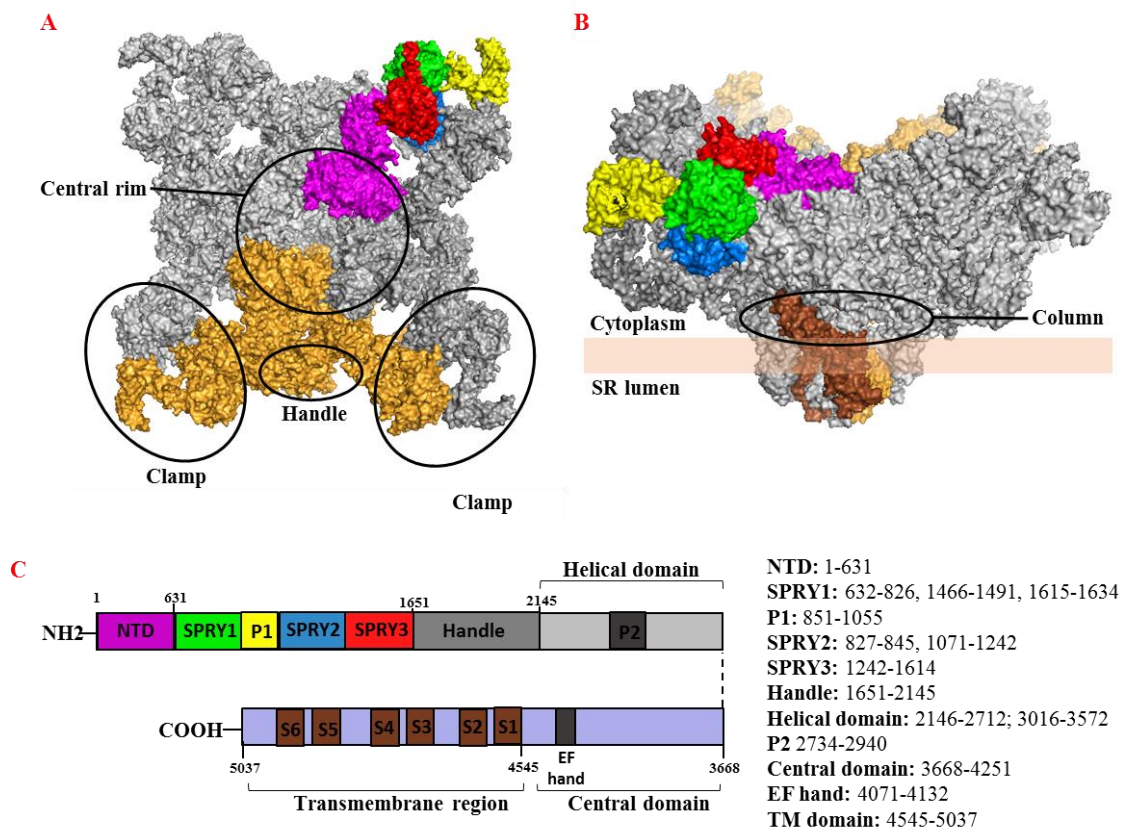 A
B
Central rim
Handle
Clamp
Clamp
Cytoplasm
SR lumen
Column
C
Helical domain
1
631
1651
2145
NH2
NTD
SPRY1
P1
SPRY2
SPRY3
Handle
P2
COOH
S6
S5
S4
S3
S2
S1
EF
hand
5037
4545
3668
Transmembrane region
Central domain
NTD: 1-631
SPRY1: 632-826, 1466-1491, 1615-1634
P1: 851-1055
SPRY2: 827-845, 1071-1242
SPRY3: 1242-1614
Handle: 1651-2145
Helical domain: 2146-2712; 3016-3572
P2 2734-2940
Central domain: 3668-4251
EF hand: 4071-4132
TM domain: 4545-5037